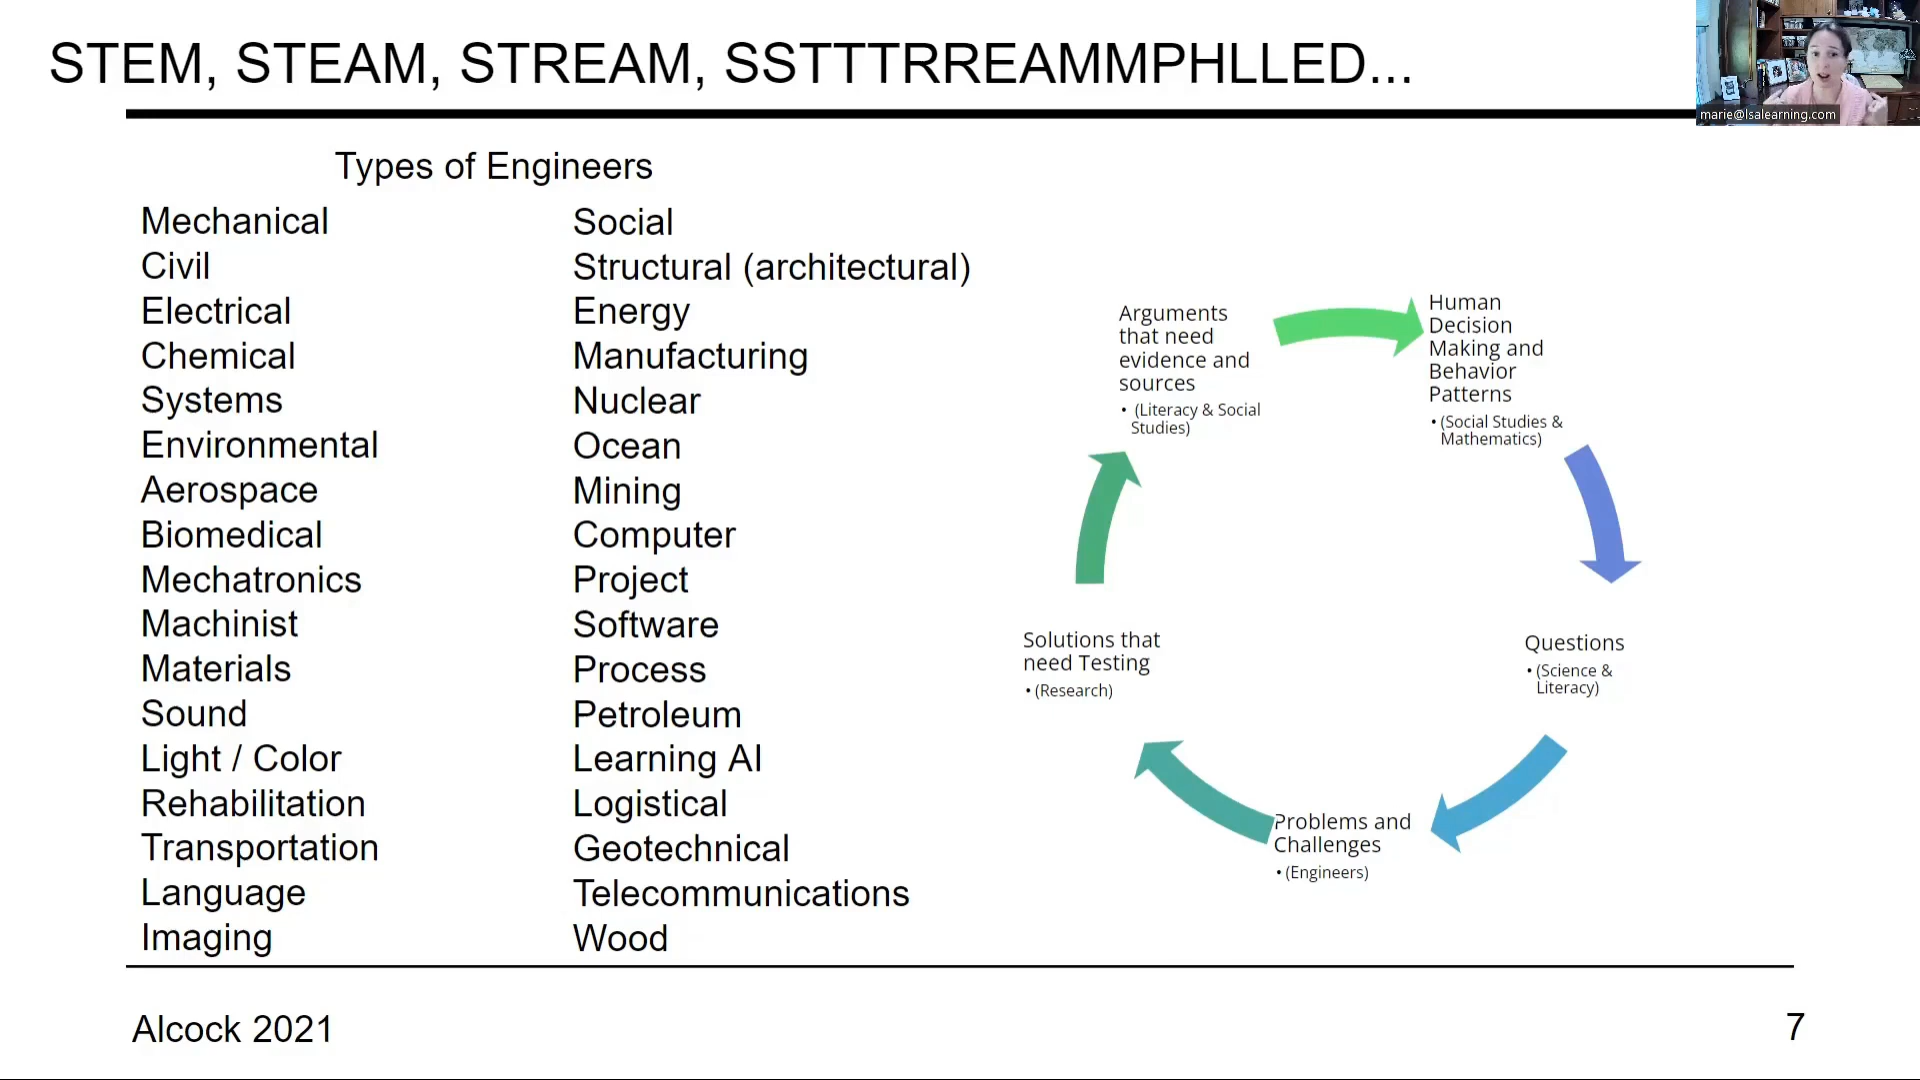 STEM, STEAM, STREAM, SSTTTRREAMMPHLLED...
marie@lsalearning.com
Types of Engineers
Mechanical
Civil
Electrical
Chemical
Systems
Environmental
Aerospace
Biomedical
Mechatronics
Machinist
Materials
Sound
Light / Color
Rehabilitation
Transportation
Language
Imaging
Social
Structural (architectural)
Energy
Manufacturing
Nuclear
Ocean
Mining
Computer
Project
Software
Process
Petroleum
Learning AI
Logistical
Geotechnical
Telecommunications
Wood
Arguments
that need
evidence and
sources
• (Literacy & Social
Studies)
Human
Decision
Making and
Behavior
Patterns
• (Social Studies &
Mathematics)
Questions
• (Science &
Literacy)
Problems and
Challenges
• (Engineers)
Solutions that
need Testing
• (Research)
Alcock 2021
7